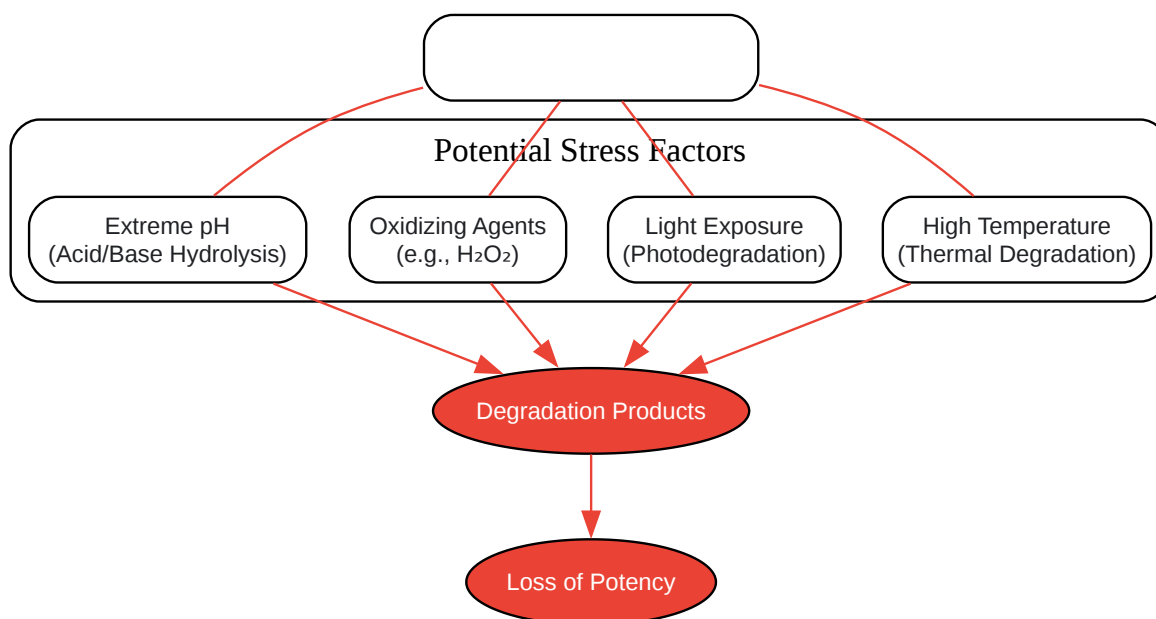 Potential Stress Factors
Extreme pH
(Acid/Base Hydrolysis)
Oxidizing Agents
(e.g., H₂O₂)
Light Exposure
(Photodegradation)
High Temperature
(Thermal Degradation)
Degradation Products
Loss of Potency